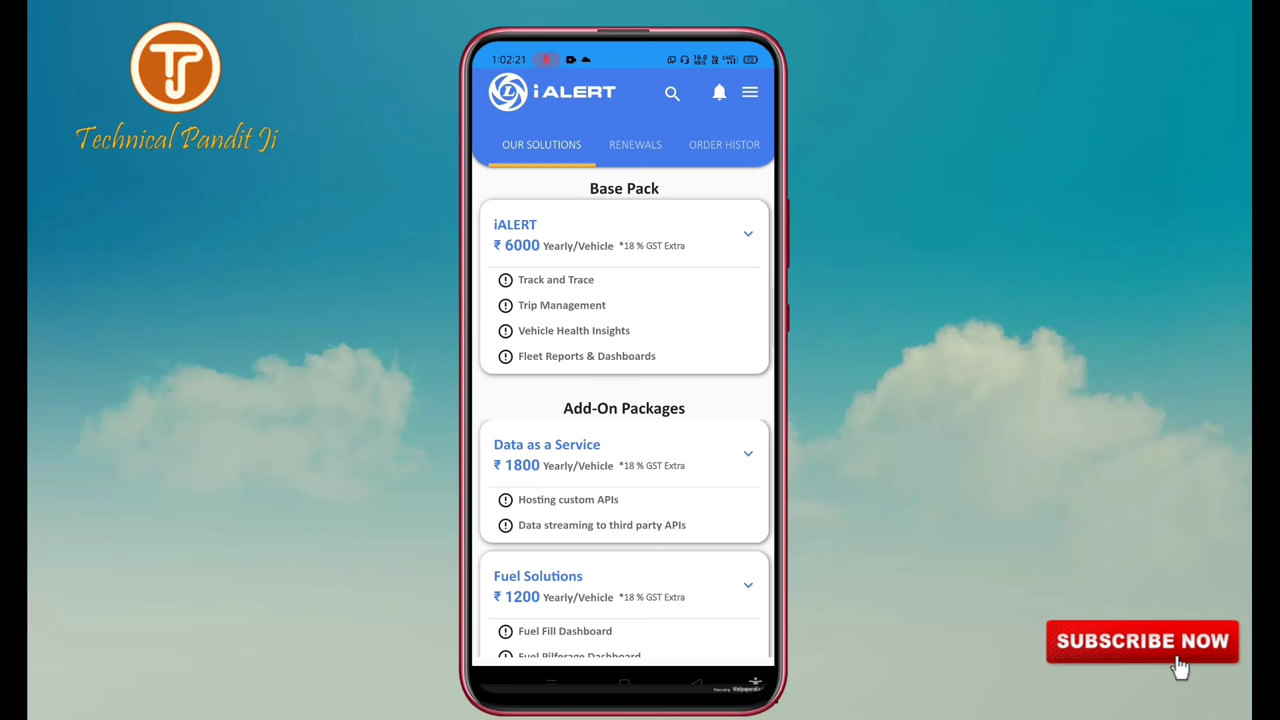 Technical Pandit Ji
1:02:21
iALERT
OUR SOLUTIONS RENEWALS ORDER HISTOR
Base Pack
iALERT
₹ 6000 Yearly/Vehicle *18 % GST Extra
Track and Trace
Trip Management
Vehicle Health Insights
Fleet Reports & Dashboards
Add-On Packages
Data as a Service
₹ 1800 Yearly/Vehicle *18 % GST Extra
Hosting custom APIs
Data streaming to third party APIs
Fuel Solutions
₹ 1200 Yearly/Vehicle *18 % GST Extra
Fuel Fill Dashboard
Fuel Pilferage Dashboard
SUBSCRIBE NOW